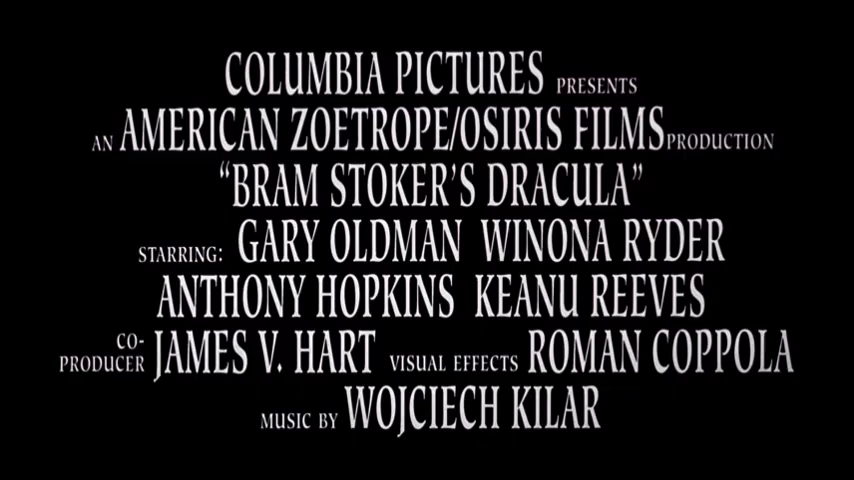 COLUMBIA PICTURES PRESENTS
AN AMERICAN ZOETROPE/OSIRIS FILMS PRODUCTION
“BRAM STOKER’S DRACULA”
STARRING: GARY OLDMAN WINONA RYDER
ANTHONY HOPKINS KEANU REEVES
CO-PRODUCER JAMES V. HART VISUAL EFFECTS ROMAN COPPOLA
MUSIC BY WOJCIECH KILAR